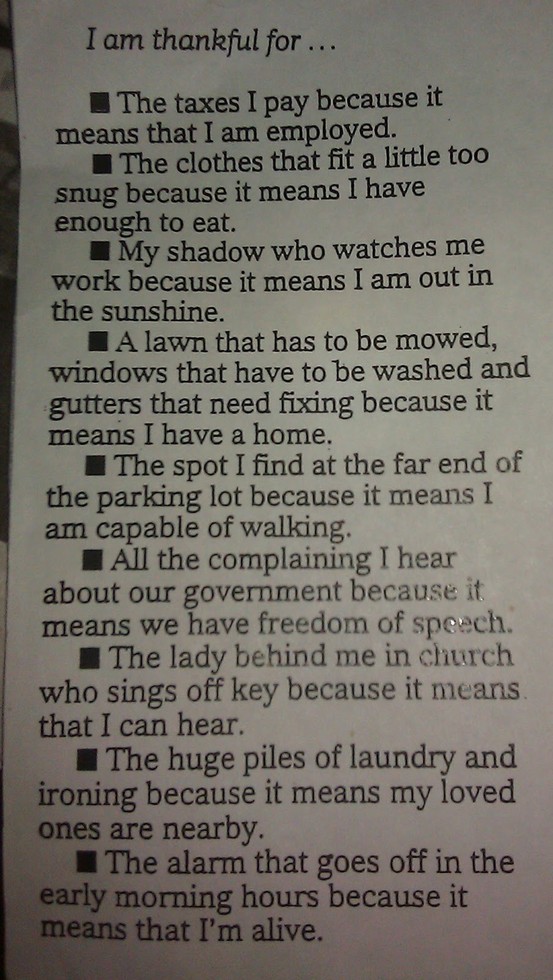 I am thankful for ...
■ The taxes I pay because it
means that I am employed.
■ The clothes that fit a little too
snug because it means I have
enough to eat.
■ My shadow who watches me
work because it means I am out in
the sunshine.
■ A lawn that has to be mowed,
windows that have to be washed and
gutters that need fixing because it
means I have a home.
■ The spot I find at the far end of
the parking lot because it means I
am capable of walking.
■ All the complaining I hear
about our government because it
means we have freedom of speech.
■ The lady behind me in church
who sings off key because it means
that I can hear.
■ The huge piles of laundry and
ironing because it means my loved
ones are nearby.
■ The alarm that goes off in the
early morning hours because it
means that I'm alive.